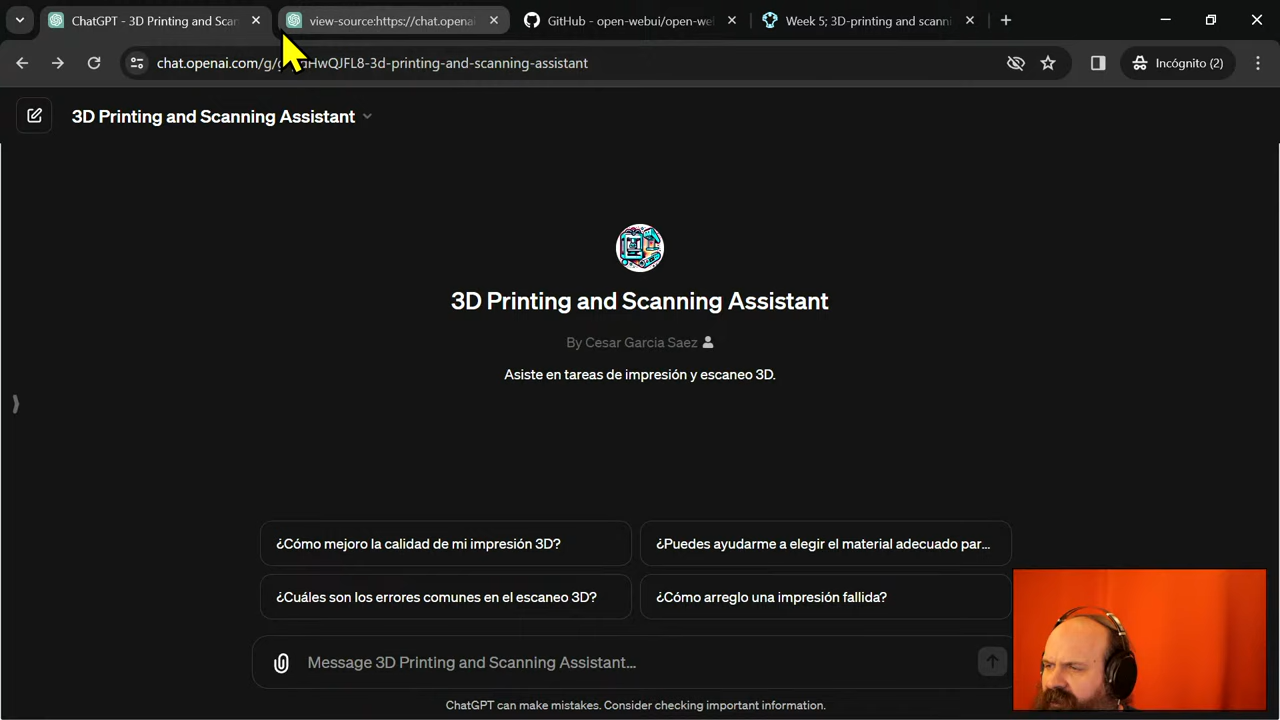 ChatGPT - 3D Printing and Scan
view-source:https://chat.openai
GitHub - open-webui/open-we
Week 5; 3D-printing and scanni
chat.openai.com/g/
HwQJFL8-3d-printing-and-scanning-assistant
Incógnito (2)
3D Printing and Scanning Assistant
3D Printing and Scanning Assistant
By Cesar Garcia Saez
Asiste en tareas de impresión y escaneo 3D.
¿Cómo mejoro la calidad de mi impresión 3D?
¿Puedes ayudarme a elegir el material adecuado par...
¿Cuáles son los errores comunes en el escaneo 3D?
¿Cómo arreglo una impresión fallida?
Message 3D Printing and Scanning Assistant...
ChatGPT can make mistakes. Consider checking important information.